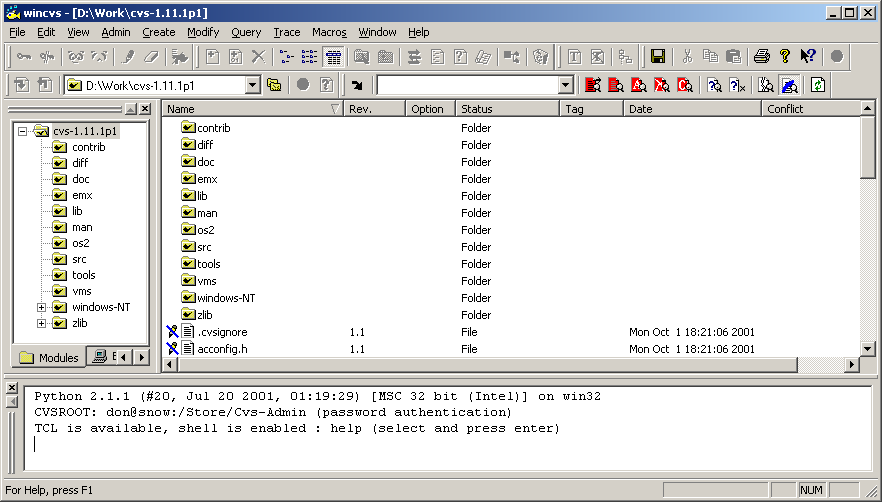 wincvs - [D:\Work\cvs-1.11.1p1]
File Edit View Admin Create Modify Query Trace Macros Window Help
D:\Work\cvs-1.11.1p1
Name Rev. Option Status Tag Date Conflict
cvs-1.11.1p1
contrib
diff
doc
emx
lib
man
os2
src
tools
vms
windows-NT
zlib
Modules
contrib Folder
diff Folder
doc Folder
emx Folder
lib Folder
man Folder
os2 Folder
src Folder
tools Folder
vms Folder
windows-NT Folder
zlib Folder
.cvsignore 1.1 File Mon Oct 1 18:21:06 2001
acconfig.h 1.1 File Mon Oct 1 18:21:06 2001
Python 2.1.1 (#20, Jul 20 2001, 01:19:29) [MSC 32 bit (Intel)] on win32
CVSROOT: don@snow:/Store/Cvs-Admin (password authentication)
TCL is available, shell is enabled : help (select and press enter)
For Help, press F1
NUM